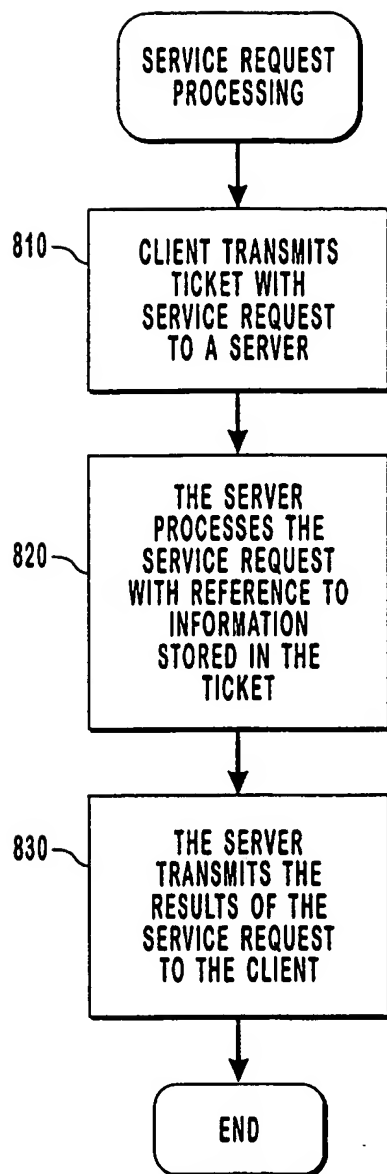 SERVICE REQUEST
PROCESSING
810
CLIENT TRANSMITS
TICKET WITH
SERVICE REQUEST
TO A SERVER
820
THE SERVER
PROCESSES THE
SERVICE REQUEST
WITH REFERENCE TO
INFORMATION
STORED IN THE
TICKET
830
THE SERVER
TRANSMITS THE
RESULTS OF THE
SERVICE REQUEST
TO THE CLIENT
END